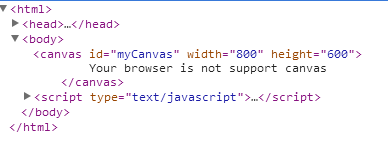 <html>
<head>…</head>
<body>
<canvas id="myCanvas" width="800" height="600">
Your browser is not support canvas
</canvas>
<script type="text/javascript">…</script>
</body>
</html>